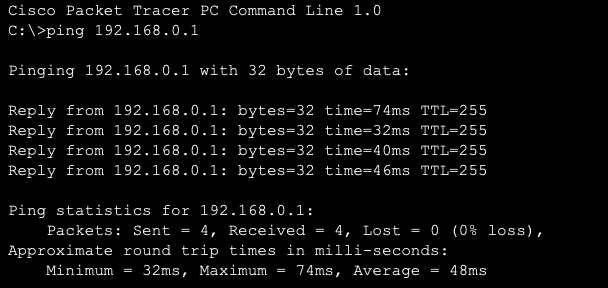 Cisco Packet Tracer PC Command Line 1.0
C:\>ping 192.168.0.1

Pinging 192.168.0.1 with 32 bytes of data:

Reply from 192.168.0.1: bytes=32 time=74ms TTL=255
Reply from 192.168.0.1: bytes=32 time=32ms TTL=255
Reply from 192.168.0.1: bytes=32 time=40ms TTL=255
Reply from 192.168.0.1: bytes=32 time=46ms TTL=255

Ping statistics for 192.168.0.1:
    Packets: Sent = 4, Received = 4, Lost = 0 (0% loss),
Approximate round trip times in milli-seconds:
    Minimum = 32ms, Maximum = 74ms, Average = 48ms